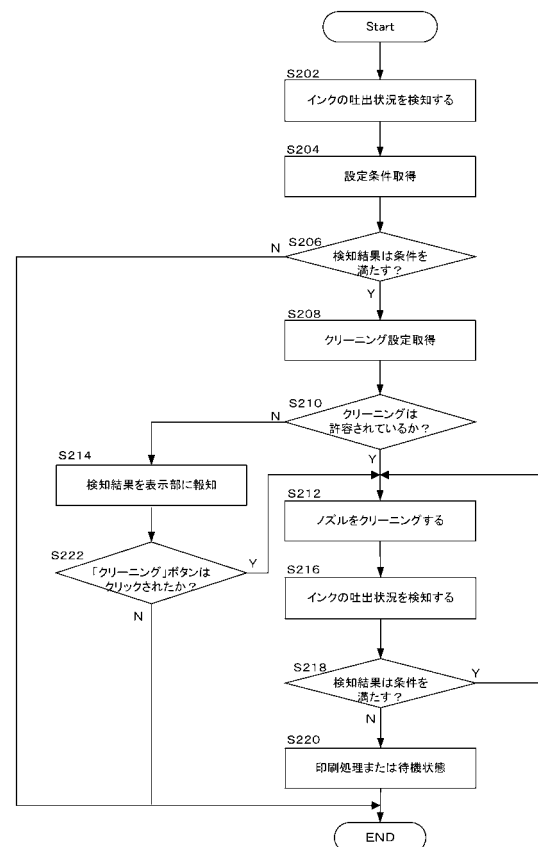 Start
S202
インクの吐出状況を検知する
S204
設定条件取得
S206
N
検知結果は条件を
満たす？
Y
S208
クリーニング設定取得
S210
N
クリーニングは
許容されているか？
Y
S214
検知結果を表示部に報知
S212
ノズルをクリーニングする
S222
「クリーニング」ボタンは
クリックされたか？
Y
N
S216
インクの吐出状況を検知する
S218
検知結果は条件を
満たす？
Y
N
S220
印刷処理または待機状態
END